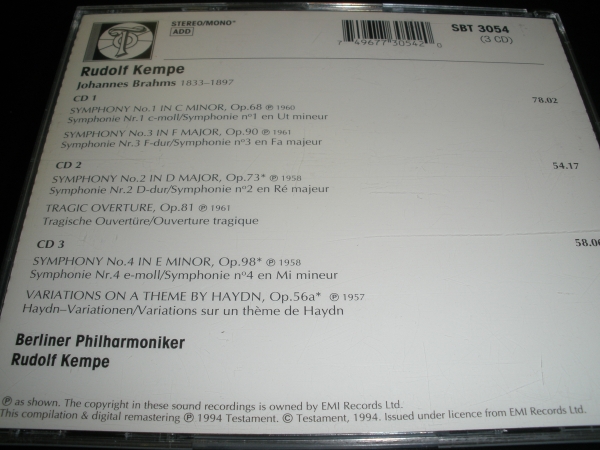 STEREO/MONO*
ADD
7 49677 30542 0
SBT 3054
(3 CD)
Rudolf Kempe
Johannes Brahms 1833–1897
CD 1
78.02
SYMPHONY No.1 IN C MINOR, Op.68 ℗ 1960
Symphonie Nr.1 c-moll/Symphonie nº1 en Ut mineur
SYMPHONY No.3 IN F MAJOR, Op.90 ℗ 1961
Symphonie Nr.3 F-dur/Symphonie nº3 en Fa majeur
CD 2
54.17
SYMPHONY No.2 IN D MAJOR, Op.73* ℗ 1958
Symphonie Nr.2 D-dur/Symphonie nº2 en Ré majeur
TRAGIC OVERTURE, Op.81 ℗ 1961
Tragische Ouvertüre/Ouverture tragique
CD 3
58.06
SYMPHONY No.4 IN E MINOR, Op.98* ℗ 1958
Symphonie Nr.4 e-moll/Symphonie nº4 en Mi mineur
VARIATIONS ON A THEME BY HAYDN, Op.56a* ℗ 1957
Haydn–Variationen/Variations sur un thème de Haydn
Berliner Philharmoniker
Rudolf Kempe
℗ as shown. The copyright in these sound recordings is owned by EMI Records Ltd.
This compilation & digital remastering ℗ 1994 Testament. © Testament, 1994. Issued under licence from EMI Records Ltd.